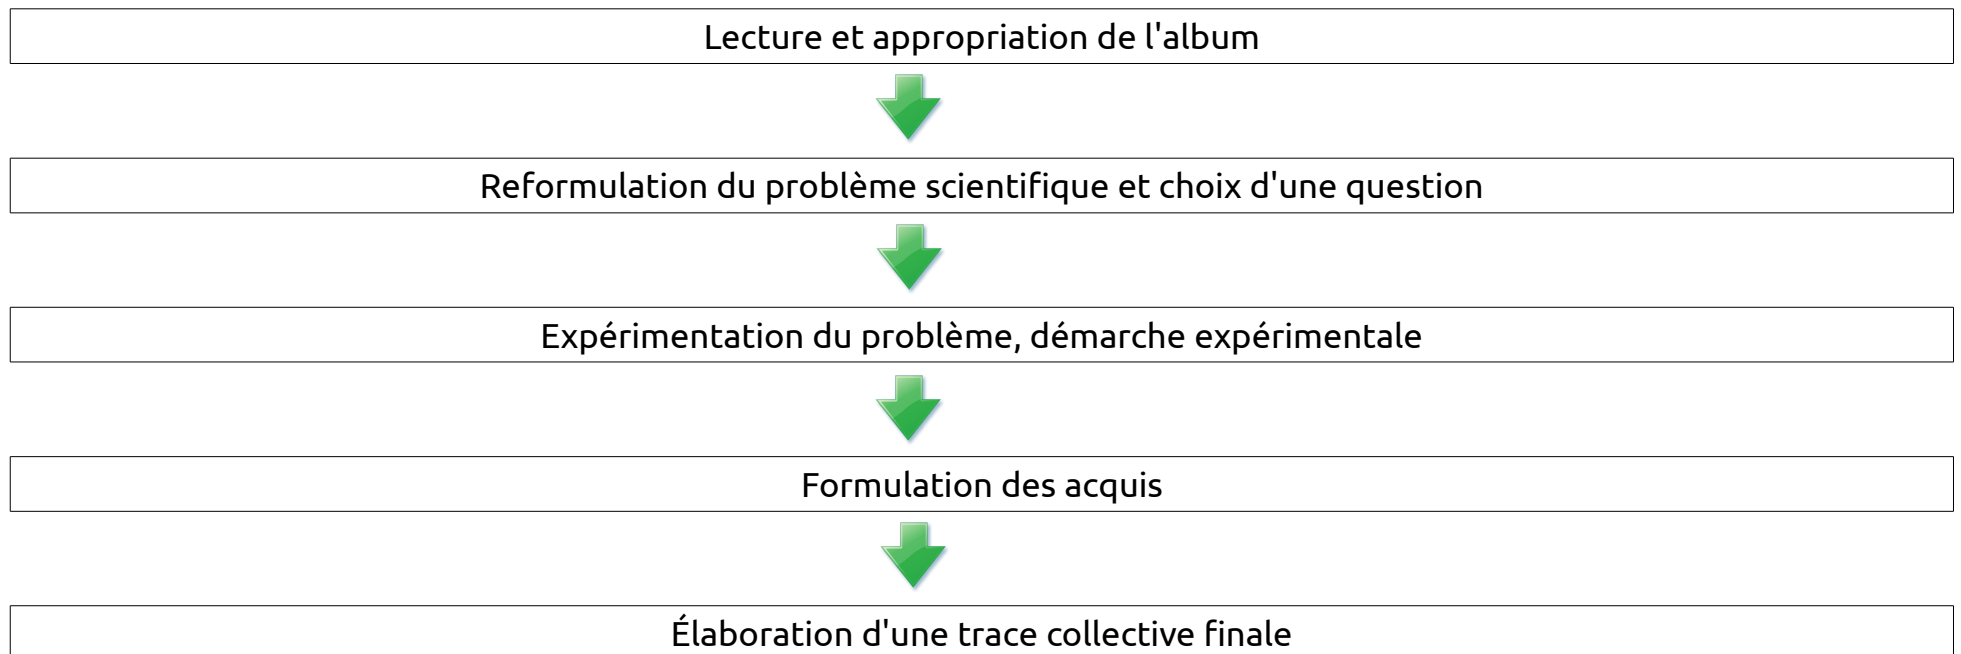 Lecture et appropriation de l'album
Reformulation du problème scientifique et choix d'une question
Expérimentation du problème, démarche expérimentale
Formulation des acquis
Élaboration d'une trace collective finale